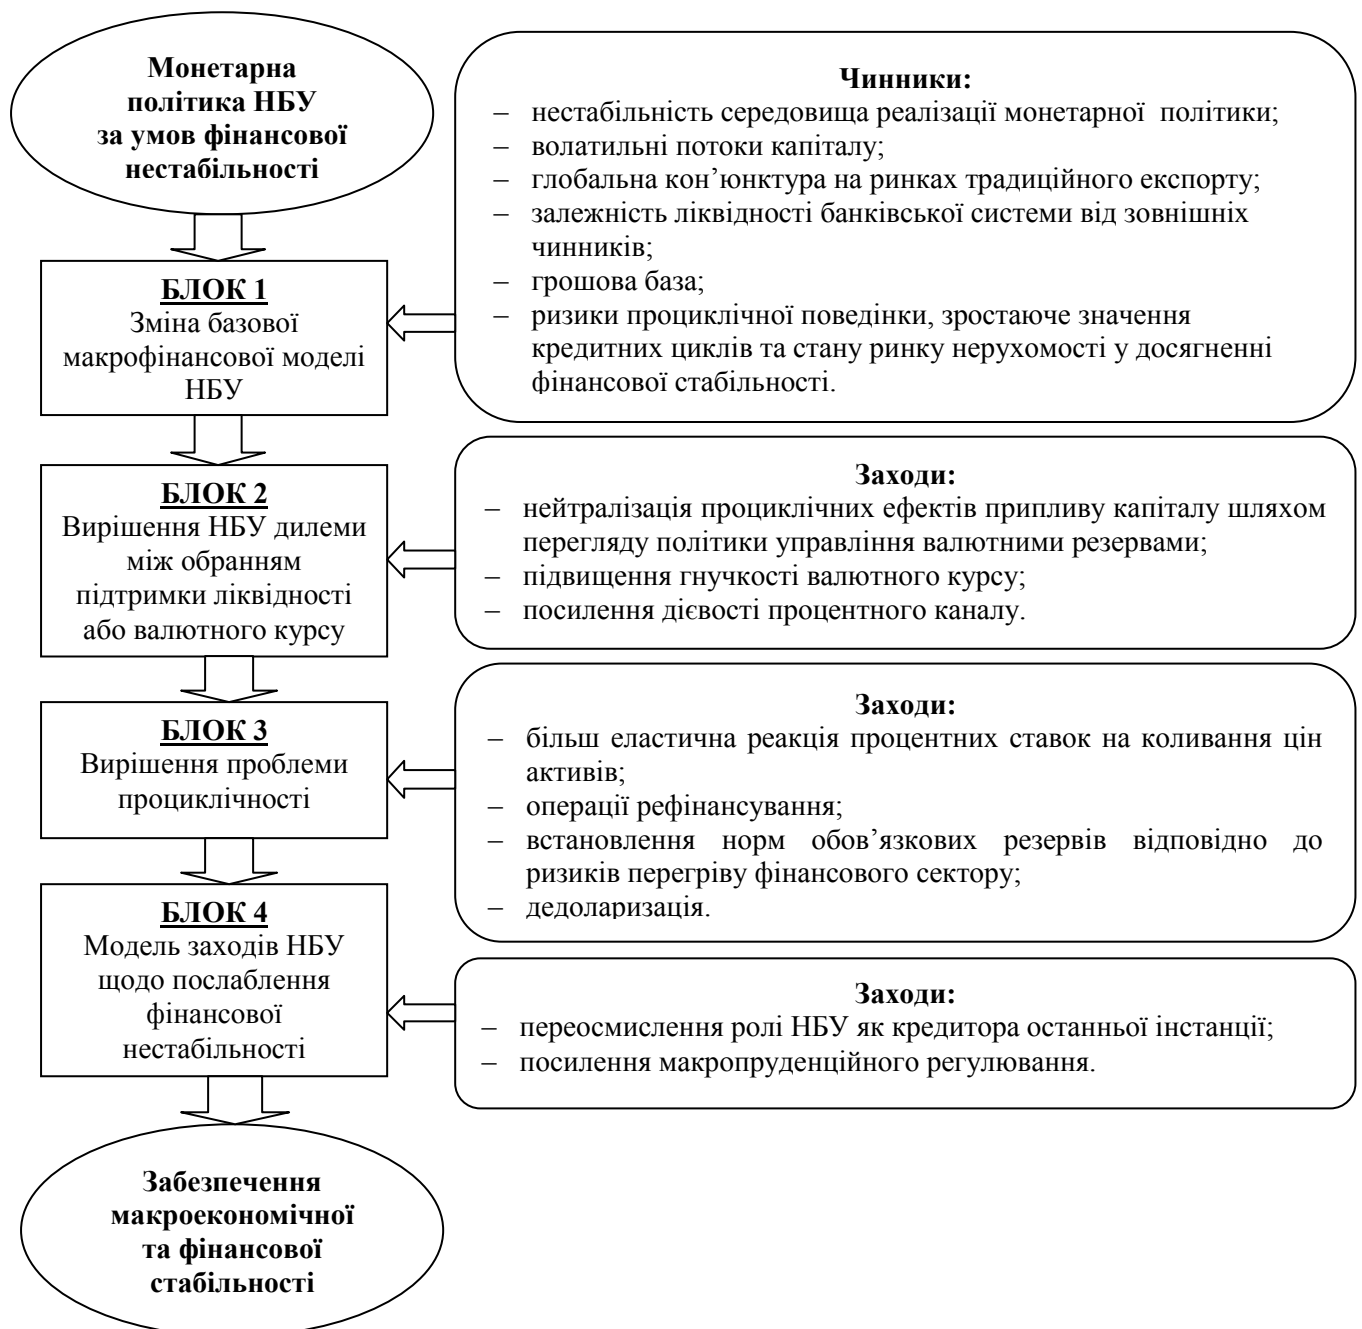 Монетарна
політика НБУ
за умов фінансової
нестабільності
Чинники:
– нестабільність середовища реалізації монетарної політики;
– волатильні потоки капіталу;
– глобальна кон’юнктура на ринках традиційного експорту;
– залежність ліквідності банківської системи від зовнішніх
чинників;
– грошова база;
– ризики проциклічної поведінки, зростаюче значення
кредитних циклів та стану ринку нерухомості у досягненні
фінансової стабільності.
БЛОК 1
Зміна базової
макрофінансової моделі
НБУ
БЛОК 2
Вирішення НБУ дилеми
між обранням
підтримки ліквідності
або валютного курсу
Заходи:
– нейтралізація проциклічних ефектів припливу капіталу шляхом
перегляду політики управління валютними резервами;
– підвищення гнучкості валютного курсу;
– посилення дієвості процентного каналу.
БЛОК 3
Вирішення проблеми
проциклічності
Заходи:
– більш еластична реакція процентних ставок на коливання цін
активів;
– операції рефінансування;
– встановлення норм обов’язкових резервів відповідно до
ризиків перегріву фінансового сектору;
– дедоларизація.
БЛОК 4
Модель заходів НБУ
щодо послаблення
фінансової
нестабільності
Заходи:
– переосмислення ролі НБУ як кредитора останньої інстанції;
– посилення макропруденційного регулювання.
Забезпечення
макроекономічної
та фінансової
стабільності